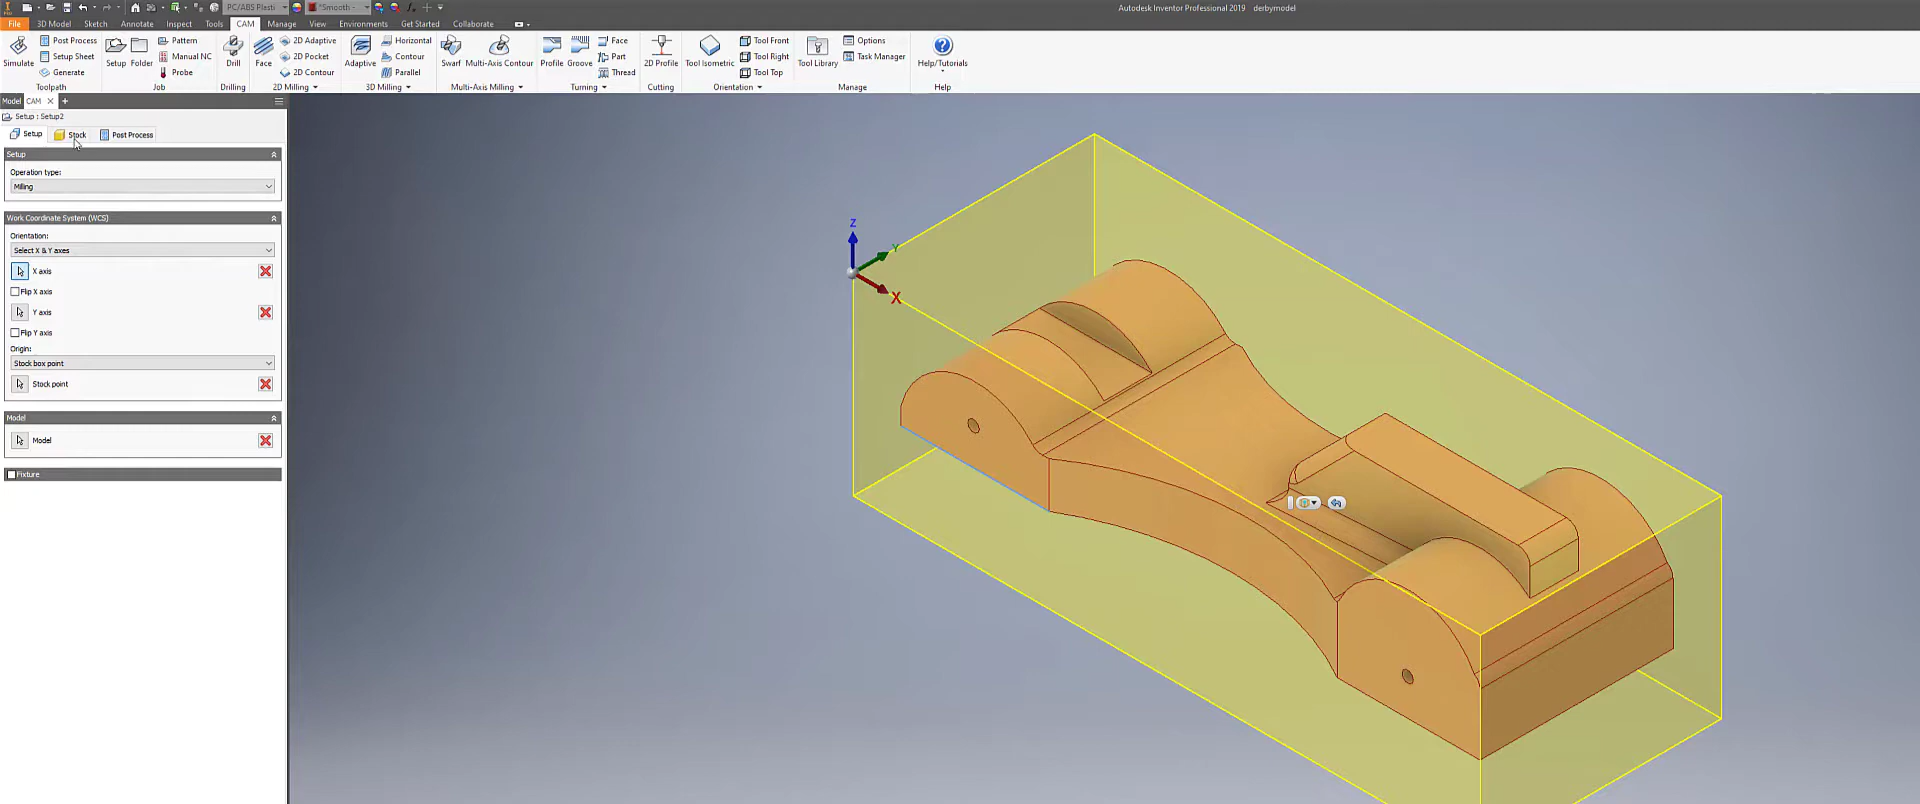 PC/ABS Plasti
*Smooth -
Autodesk Inventor Professional 2019 derbymodel
File 3D Model Sketch Annotate Inspect Tools CAM Manage View Environments Get Started Collaborate
Post Process Pattern 2D Adaptive Horizontal Face Tool Front Options
Simulate Setup Sheet Setup Folder Manual NC Drill Face 2D Pocket Adaptive Contour Swarf Multi-Axis Contour Profile Groove Part 2D Profile Tool Isometric Tool Right Tool Library Task Manager Help/Tutorials
Generate Probe 2D Contour Parallel Thread Tool Top
Toolpath Job Drilling 2D Milling 3D Milling Multi-Axis Milling Turning Cutting Orientation Manage Help
Model CAM
Setup : Setup2
Setup Stock Post Process
Setup
Operation type:
Milling
Work Coordinate System (WCS)
Orientation:
Select X & Y axes
X axis
Flip X axis
Y axis
Flip Y axis
Origin:
Stock box point
Stock point
Model
Model
Fixture
Z
Y
X